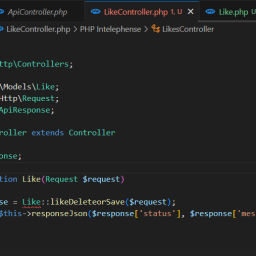 ApiController.php LikeController.php 1, U Like.php U
LikeController.php > PHP Intelephense > LikesController
ttp\Controllers;
\Models\Like;
Http\Request;
ApiResponse;
roller extends Controller
onse;
tion Like(Request $request)
se = Like::likeDeleteorSave($request);
$this->responseJson($response['status'], $response['mes